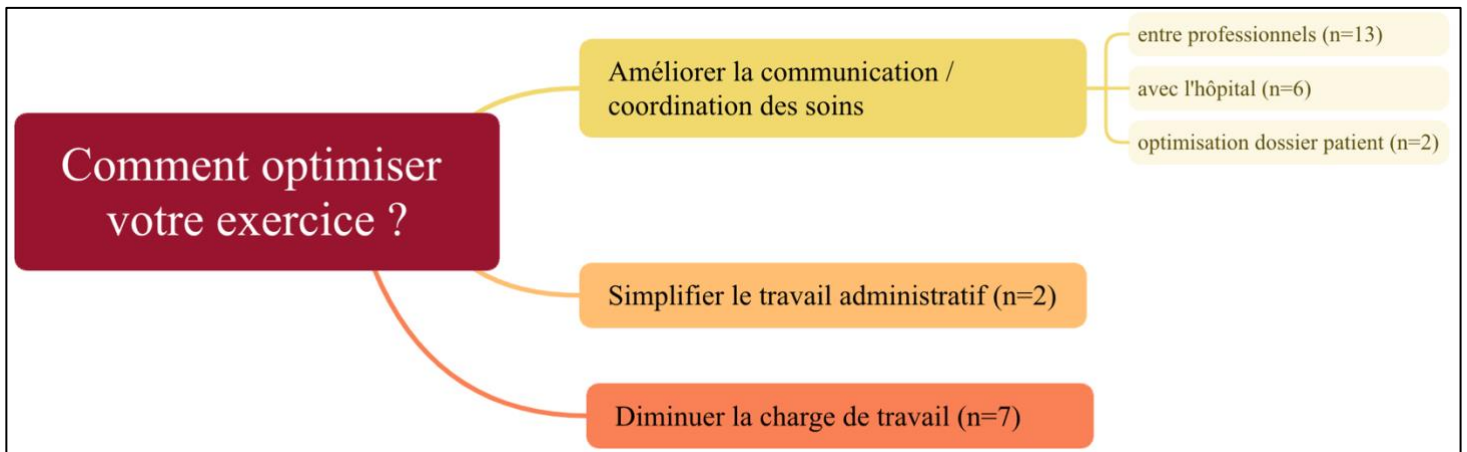 Comment optimiser
votre exercice ?
Améliorer la communication /
coordination des soins
entre professionnels (n=13)
avec l'hôpital (n=6)
optimisation dossier patient (n=2)
Simplifier le travail administratif (n=2)
Diminuer la charge de travail (n=7)